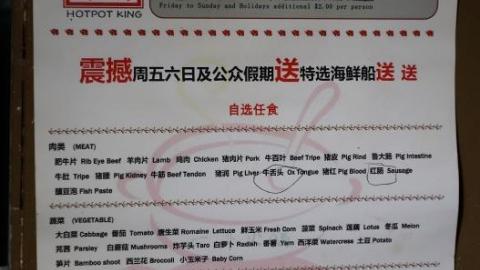 HOTPOT KING
Friday to Sunday and Holidays additional $2.00 per person
震撼周五六日及公众假期送特选海鲜船送 送
自选任食
肉类 (MEAT)
肥牛片 Rib Eye Beef 羊肉片 Lamb 鸡肉 Chicken 猪肉片 Pork 牛百叶 Beef Tripe 猪皮 Pig Rind 鲁大肠 Pig Intestine
牛肚 Tripe 猪腰 Pig Kidney 牛筋 Beef Tendon 猪润 Pig Livey 牛舌头 Ox Tongue 猪红 Pig Blood 红肠 Sausage
酿豆泡 Fish Paste
蔬菜 (VEGETABLE)
大白菜 Cabbage 番茄 Tomato 唐生菜 Romaine Lettuce 鲜玉米 Fresh Corn 菠菜 Spinach 莲藕 Lotus 冬瓜 Melon
芫茜 Parsley 白蘑菇 Mushrooms 炸芋头 Taro 白萝卜 Radish 番薯 Yam 西洋菜 Watercress 土豆 Potato
笋片 Bamboo shoot 西兰花 Broccoli 小玉米子 Baby Corn